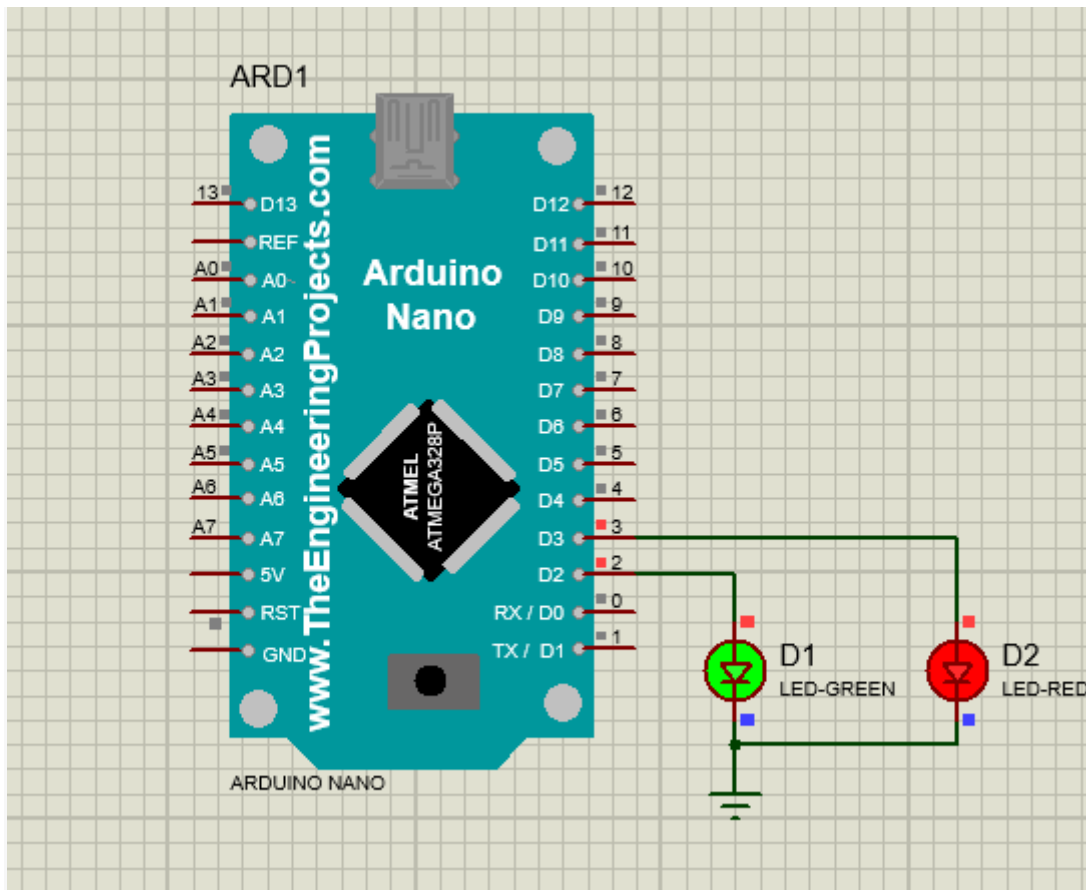 ARD1
www.TheEngineeringProjects.com
Arduino
Nano
ATMEL
ATMEGA328P
13
D13
REF
A0
A0~
A1
A1
A2
A2
A3
A3
A4
A4
A5
A5
A6
A6
A7
A7
5V
RST
GND
D12
12
D11
11
D10
10
D9
9
D8
8
D7
7
D6
6
D5
5
D4
4
D3
3
D2
2
RX / D0
0
TX / D1
1
D1
LED-GREEN
D2
LED-RED
ARDUINO NANO